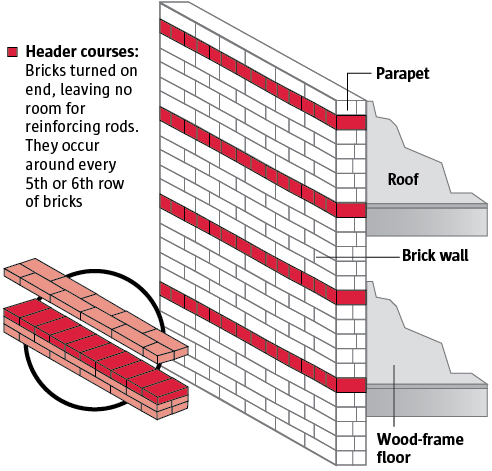 Header courses:
Bricks turned on
end, leaving no
room for
reinforcing rods.
They occur
around every
5th or 6th row
of bricks
Parapet
Roof
Brick wall
Wood-frame
floor